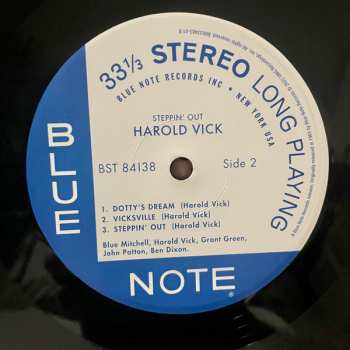 33 1/3 STEREO LONG PLAYING
BLUE NOTE RECORDS INC • NEW YORK USA
STEPPIN' OUT
HAROLD VICK
BST 84138 Side 2
1. DOTTY'S DREAM (Harold Vick)
2. VICKSVILLE (Harold Vick)
3. STEPPIN' OUT (Harold Vick)
Blue Mitchell, Harold Vick, Grant Green,
John Patton, Ben Dixon.
BLUE
NOTE®